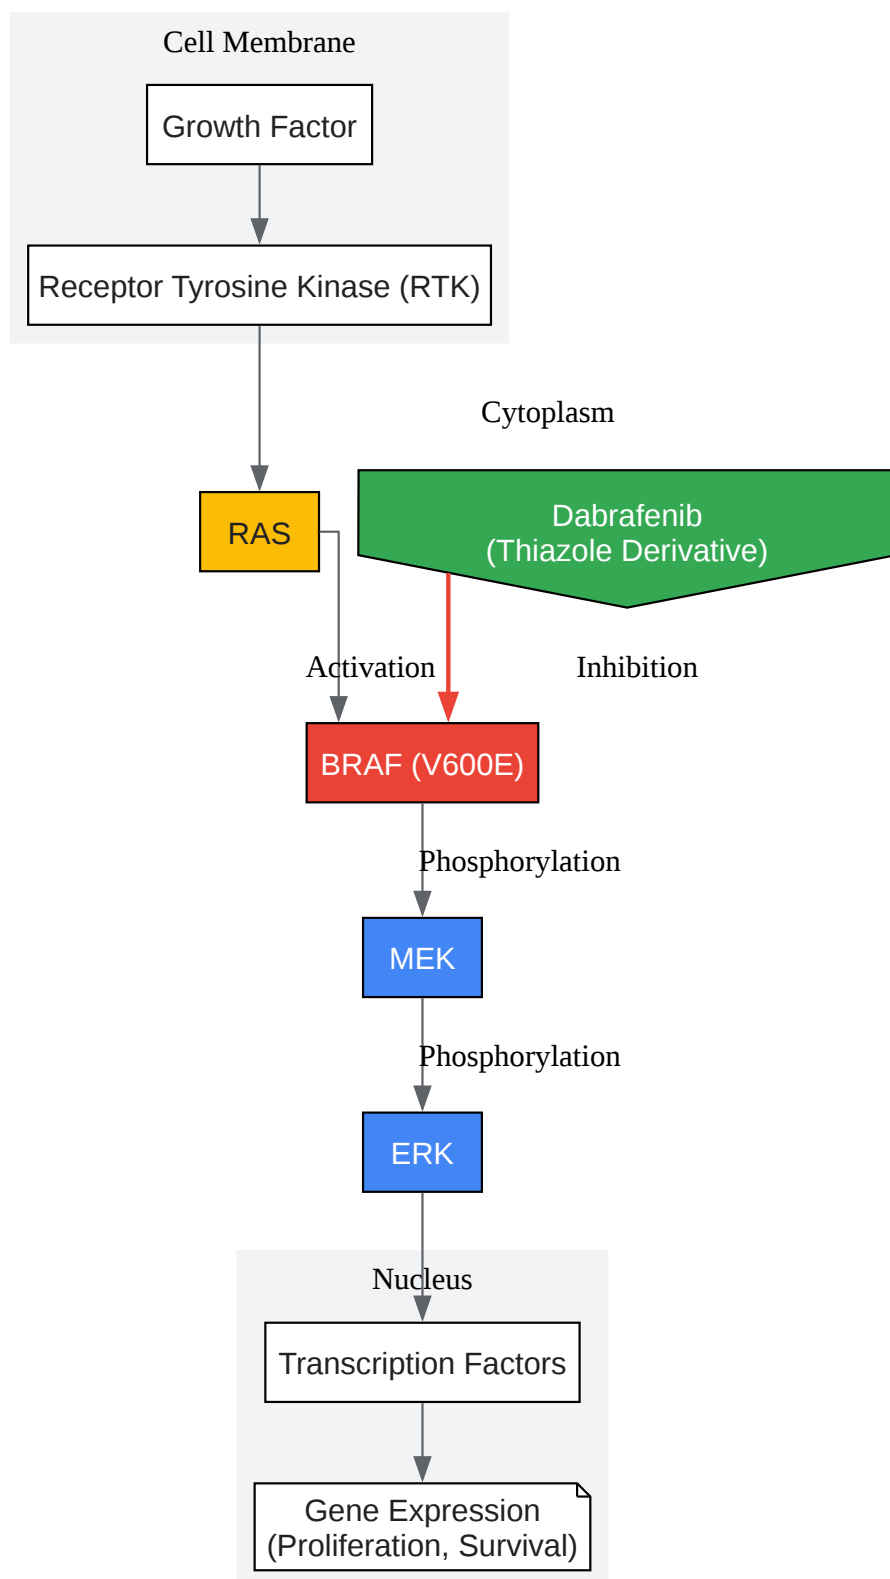 Cell Membrane
Growth Factor
Receptor Tyrosine Kinase (RTK)
Cytoplasm
RAS
Dabrafenib
(Thiazole Derivative)
Activation
Inhibition
BRAF (V600E)
Phosphorylation
MEK
Phosphorylation
ERK
Nucleus
Transcription Factors
Gene Expression
(Proliferation, Survival)